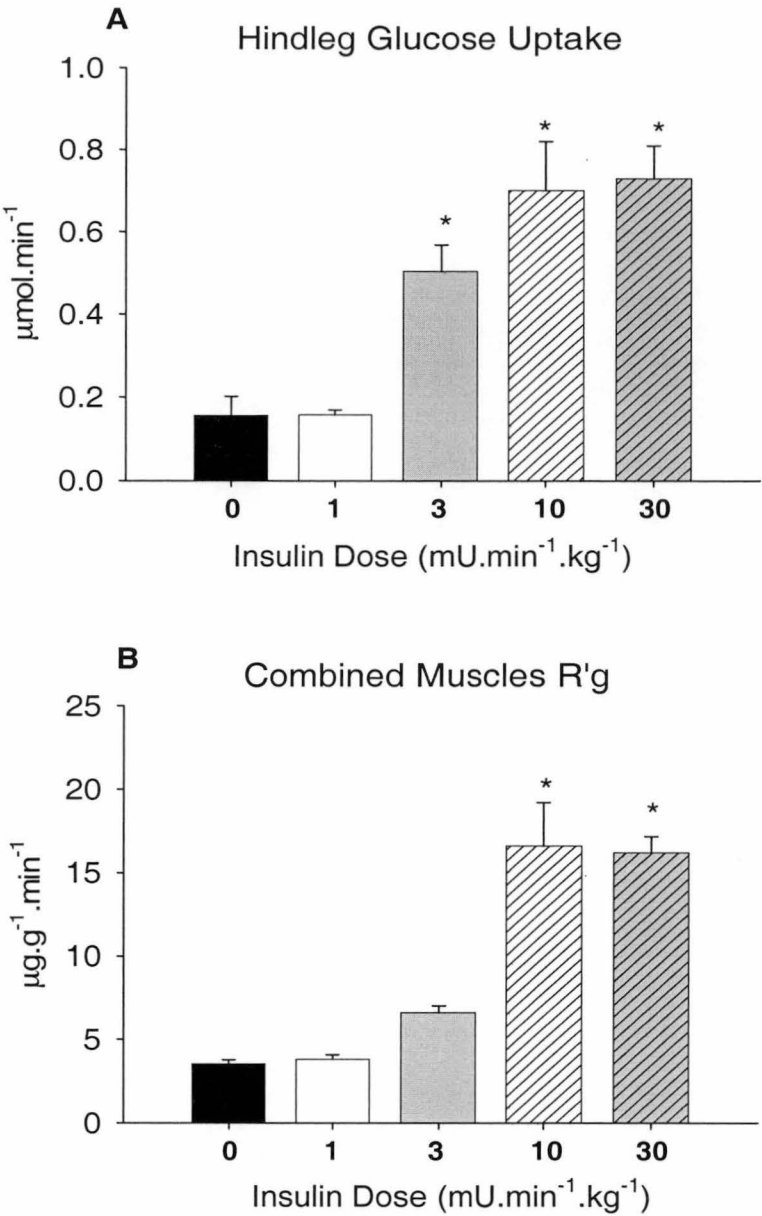 A
Hindleg Glucose Uptake
1.0
0.8
0.6
0.4
0.2
0.0
µmol.min⁻¹
* * *
0 1 3 10 30
Insulin Dose (mU.min⁻¹.kg⁻¹)
B
Combined Muscles R'g
25
20
15
10
5
0
µg.g⁻¹.min⁻¹
* *
0 1 3 10 30
Insulin Dose (mU.min⁻¹.kg⁻¹)